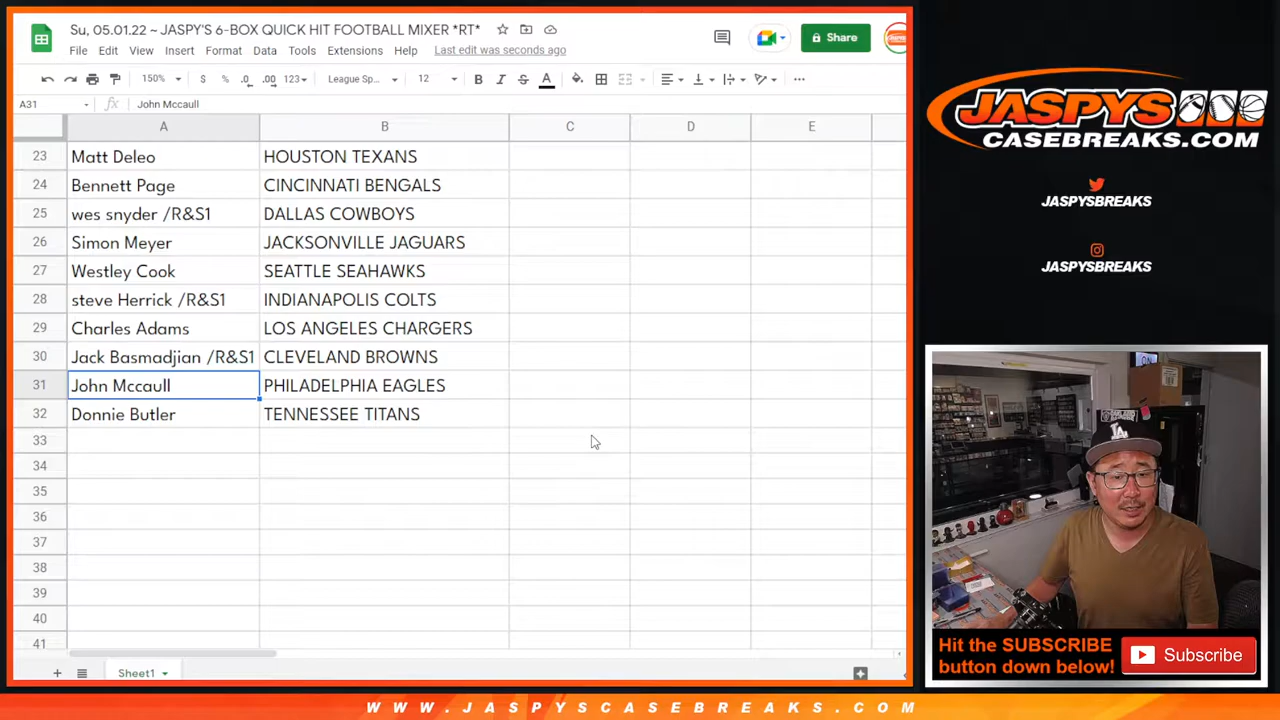 Su, 05.01.22 ~ JASPY'S 6-BOX QUICK HIT FOOTBALL MIXER *RT*
File Edit View Insert Format Data Tools Extensions Help Last edit was seconds ago
Share
150% $ % .0 .00 123 League Sp... 12 B I S A
A31 fx John Mccaull
A B C D E
23 Matt Deleo HOUSTON TEXANS
24 Bennett Page CINCINNATI BENGALS
25 wes snyder /R&S1 DALLAS COWBOYS
26 Simon Meyer JACKSONVILLE JAGUARS
27 Westley Cook SEATTLE SEAHAWKS
28 steve Herrick /R&S1 INDIANAPOLIS COLTS
29 Charles Adams LOS ANGELES CHARGERS
30 Jack Basmadjian /R&S1 CLEVELAND BROWNS
31 John Mccaull PHILADELPHIA EAGLES
32 Donnie Butler TENNESSEE TITANS
33
34
35
36
37
38
39
40
41
Sheet1
JASPYS
CASEBREAKS.COM
JASPYSBREAKS
JASPYSBREAKS
ON
LA
Hit the SUBSCRIBE
button down below!
Subscribe
WWW.JASPYSCASEBREAKS.COM